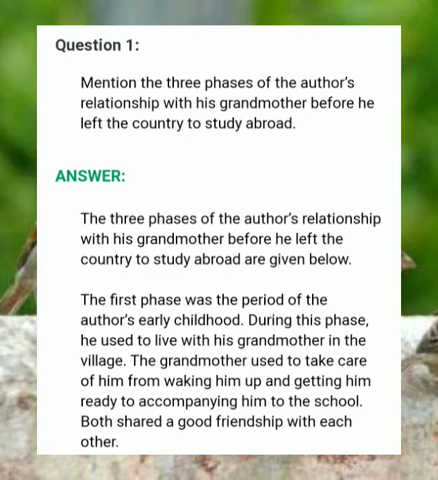 Question 1:
Mention the three phases of the author's
relationship with his grandmother before he
left the country to study abroad.
ANSWER:
The three phases of the author's relationship
with his grandmother before he left the
country to study abroad are given below.
The first phase was the period of the
author's early childhood. During this phase,
he used to live with his grandmother in the
village. The grandmother used to take care
of him from waking him up and getting him
ready to accompanying him to the school.
Both shared a good friendship with each
other.